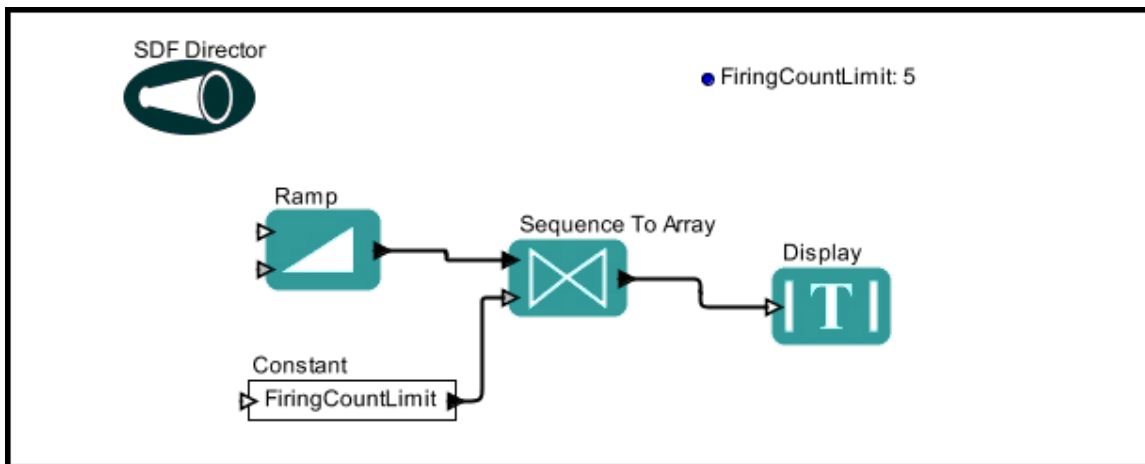 SDF Director
FiringCountLimit: 5
Ramp
Sequence To Array
Display
T
Constant
FiringCountLimit